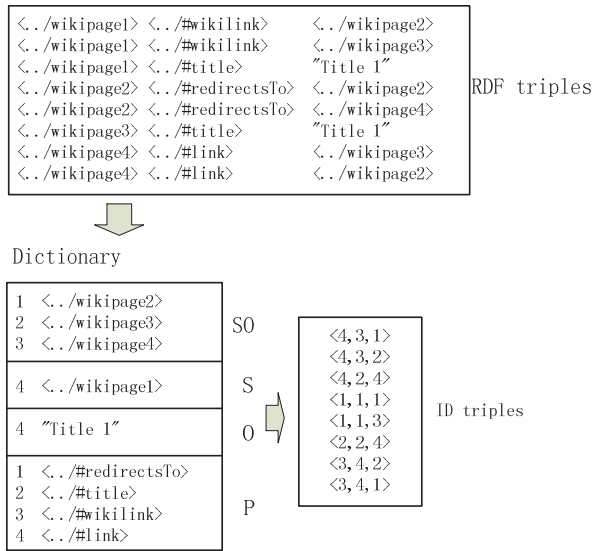 <../wikipage1> <../#wikilink> <../wikipage2>
<../wikipage1> <../#wikilink> <../wikipage3>
<../wikipage1> <../#title> "Title 1"
<../wikipage2> <../#redirectsTo> <../wikipage2>
<../wikipage2> <../#redirectsTo> <../wikipage4>
<../wikipage3> <../#title> "Title 1"
<../wikipage4> <../#link> <../wikipage3>
<../wikipage4> <../#link> <../wikipage2>
RDF triples
Dictionary
1 <../wikipage2>
2 <../wikipage3>
3 <../wikipage4>
SO
4 <../wikipage1>
S
4 "Title 1"
O
1 <../#redirectsTo>
2 <../#title>
3 <../#wikilink>
4 <../#link>
P
<4,3,1>
<4,3,2>
<4,2,4>
<1,1,1>
<1,1,3>
<2,2,4>
<3,4,2>
<3,4,1>
ID triples